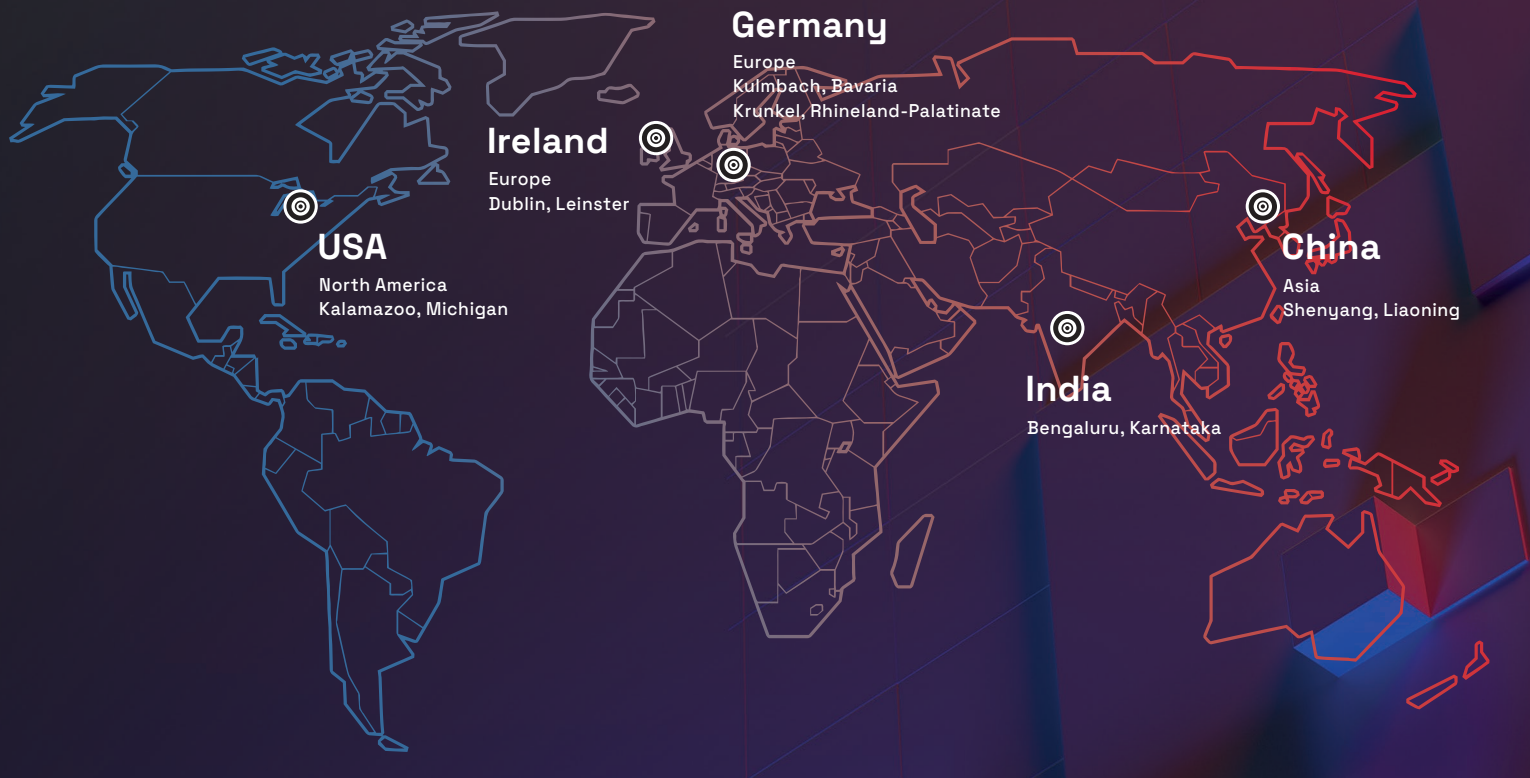 Germany
Europe
Kulmbach, Bavaria
Krunkel, Rhineland-Palatinate
Ireland
Europe
Dublin, Leinster
USA
North America
Kalamazoo, Michigan
China
Asia
Shenyang, Liaoning
India
Bengaluru, Karnataka